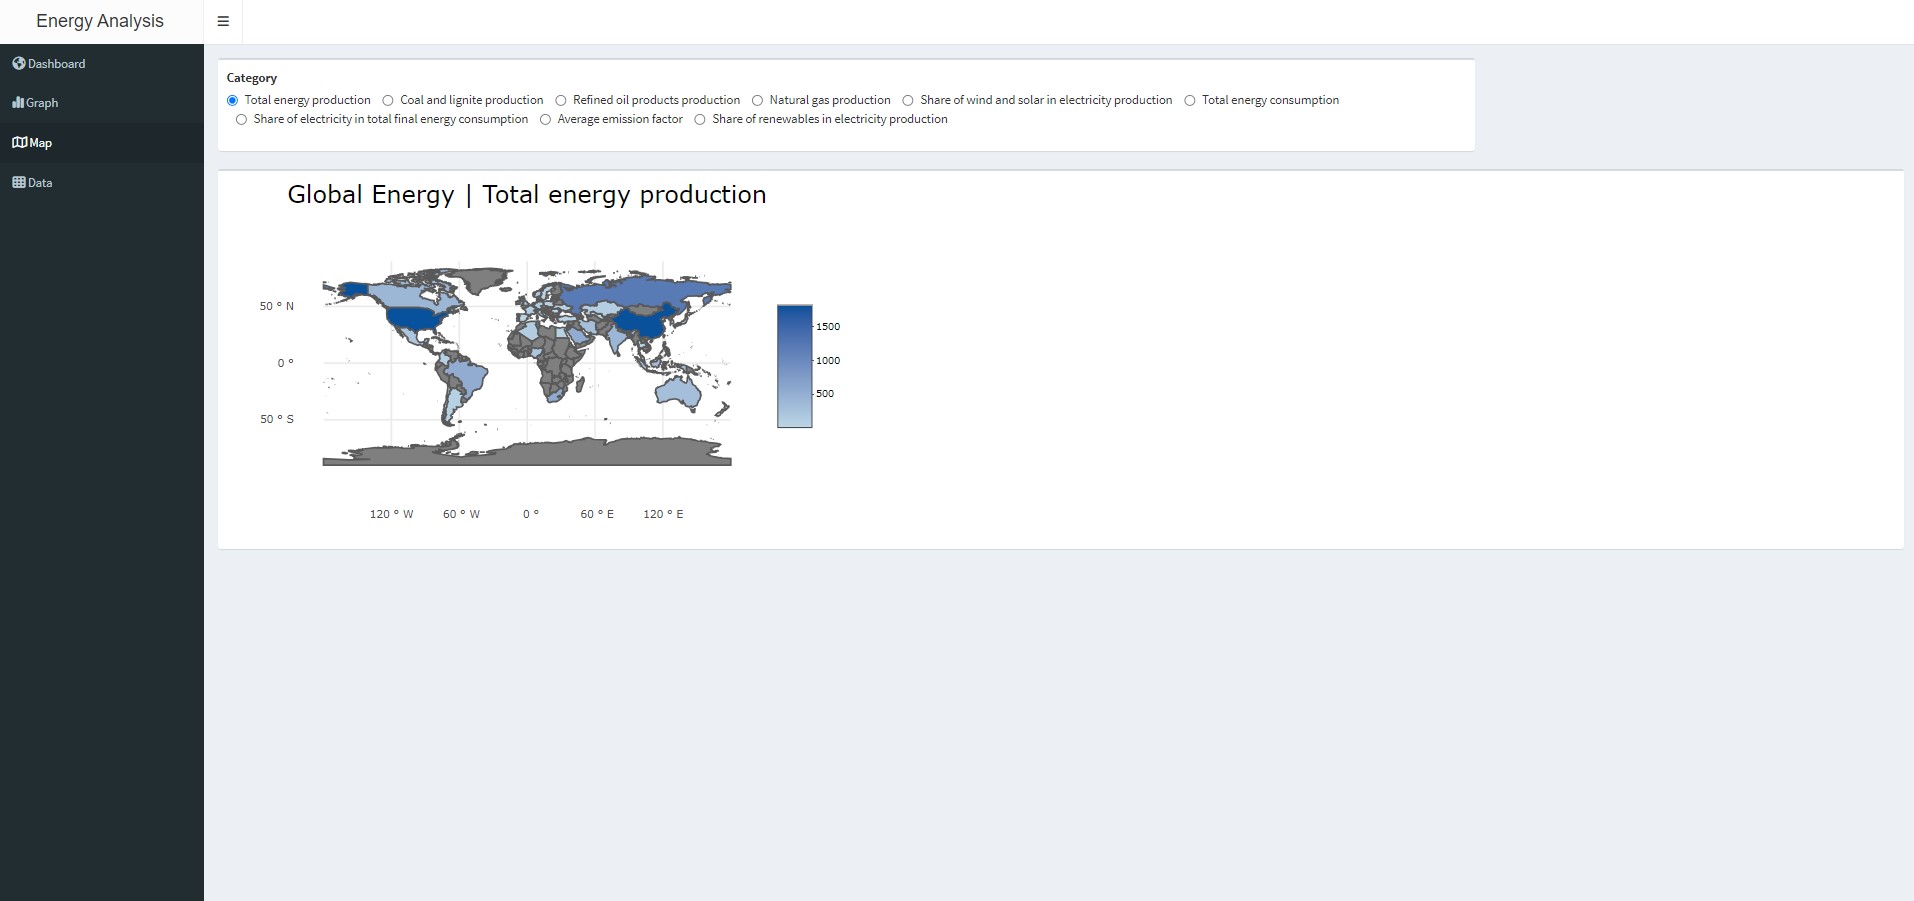 Energy Analysis
Dashboard
Graph
Map
Data
Category
Total energy production Coal and lignite production Refined oil products production Natural gas production Share of wind and solar in electricity production Total energy consumption
Share of electricity in total final energy consumption Average emission factor Share of renewables in electricity production
Global Energy | Total energy production
50 ° N
0 °
50 ° S
120 ° W 60 ° W 0 ° 60 ° E 120 ° E
1500
1000
500